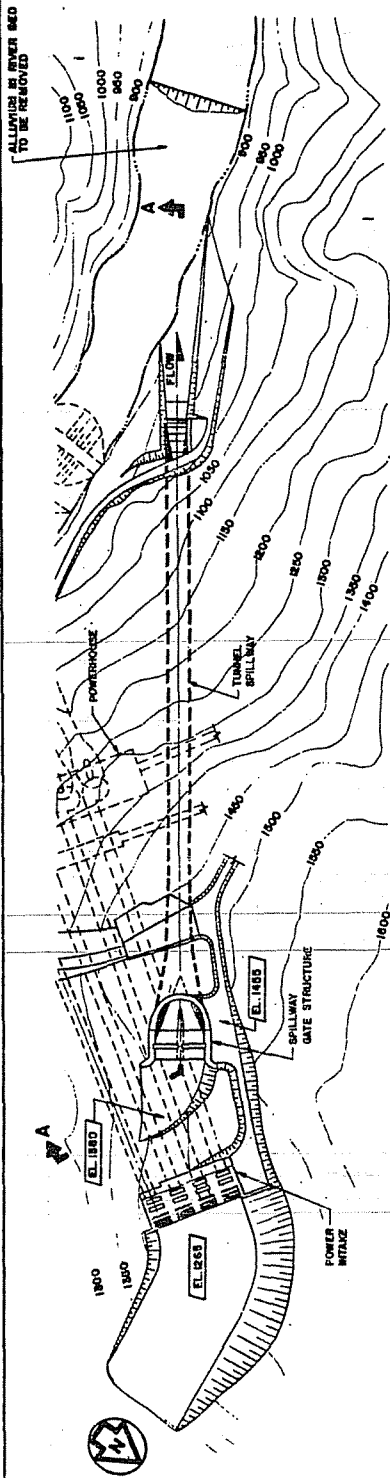 ALLUVIUM IN RIVER BED
TO BE REMOVED
1100
1050
1000
950
900
A
900
950
1000
FLOW
1050
1100
1150
1200
1250
1300
1350
1400
POWERHOUSE
TUNNEL
SPILLWAY
1450
1500
1550
1600
A
EL. 1455
SPILLWAY
GATE STRUCTURE
EL. 1380
1300
1350
EL. 1265
POWER
INTAKE
N